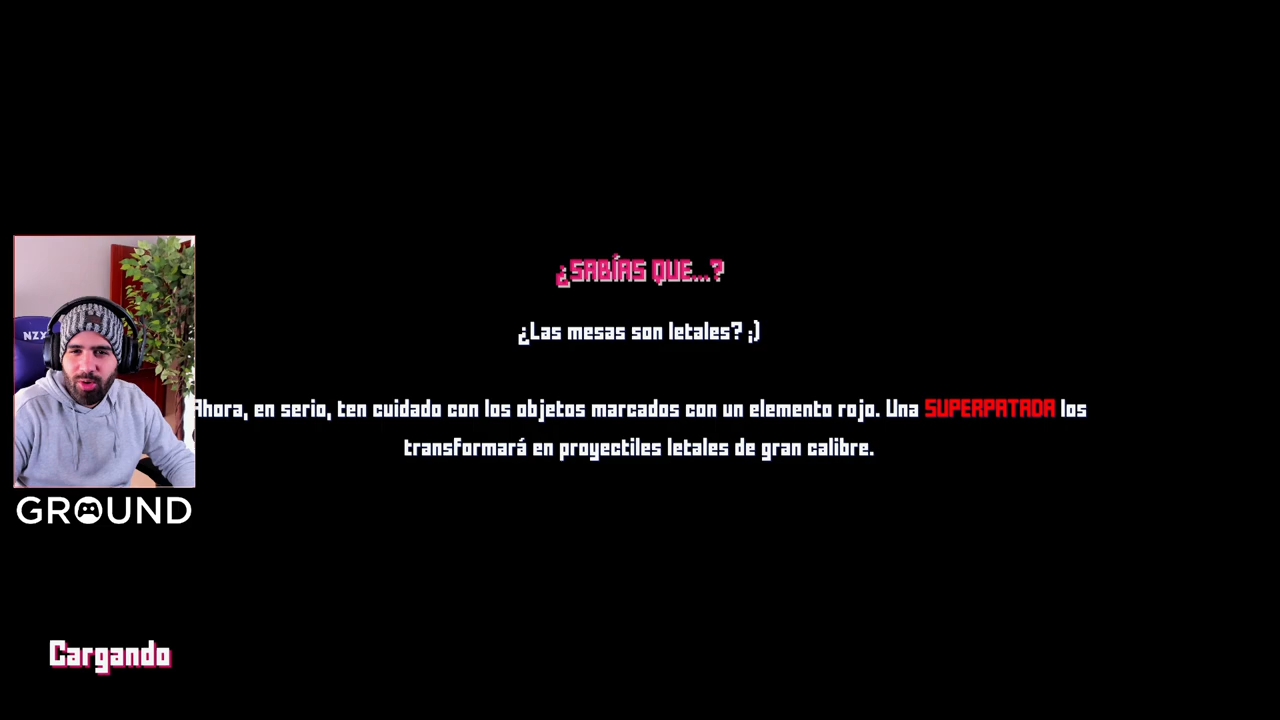 ¿SABÍAS QUE...?
¿Las mesas son letales? ;)
NZX
Ahora, en serio, ten cuidado con los objetos marcados con un elemento rojo. Una SUPERPATADA los
transformará en proyectiles letales de gran calibre.
GROUND
Cargando